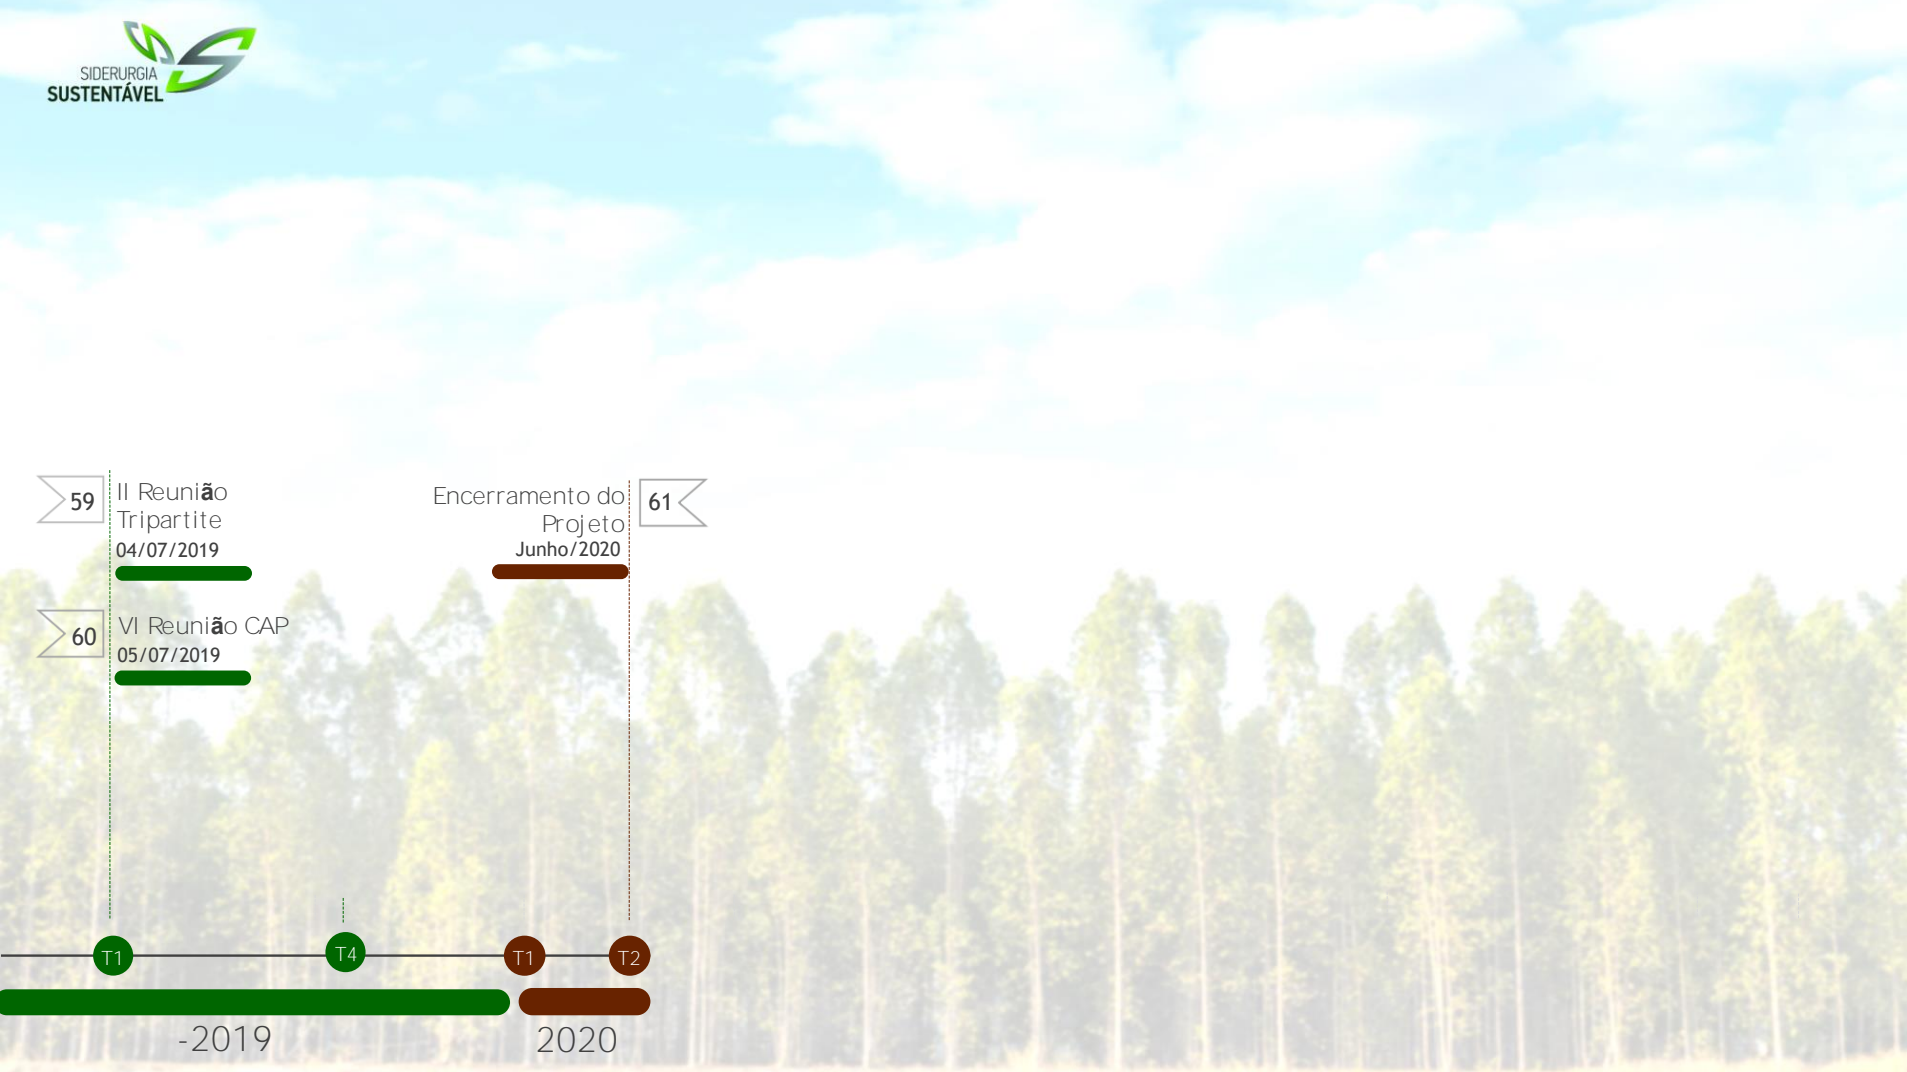 SIDERURGIA
SUSTENTÁVEL
59
II Reunião
Tripartite
04/07/2019
60
VI Reunião CAP
05/07/2019
Encerramento do
Projeto
Junho/2020
61
T1
T4
T1
T2
-2019
2020